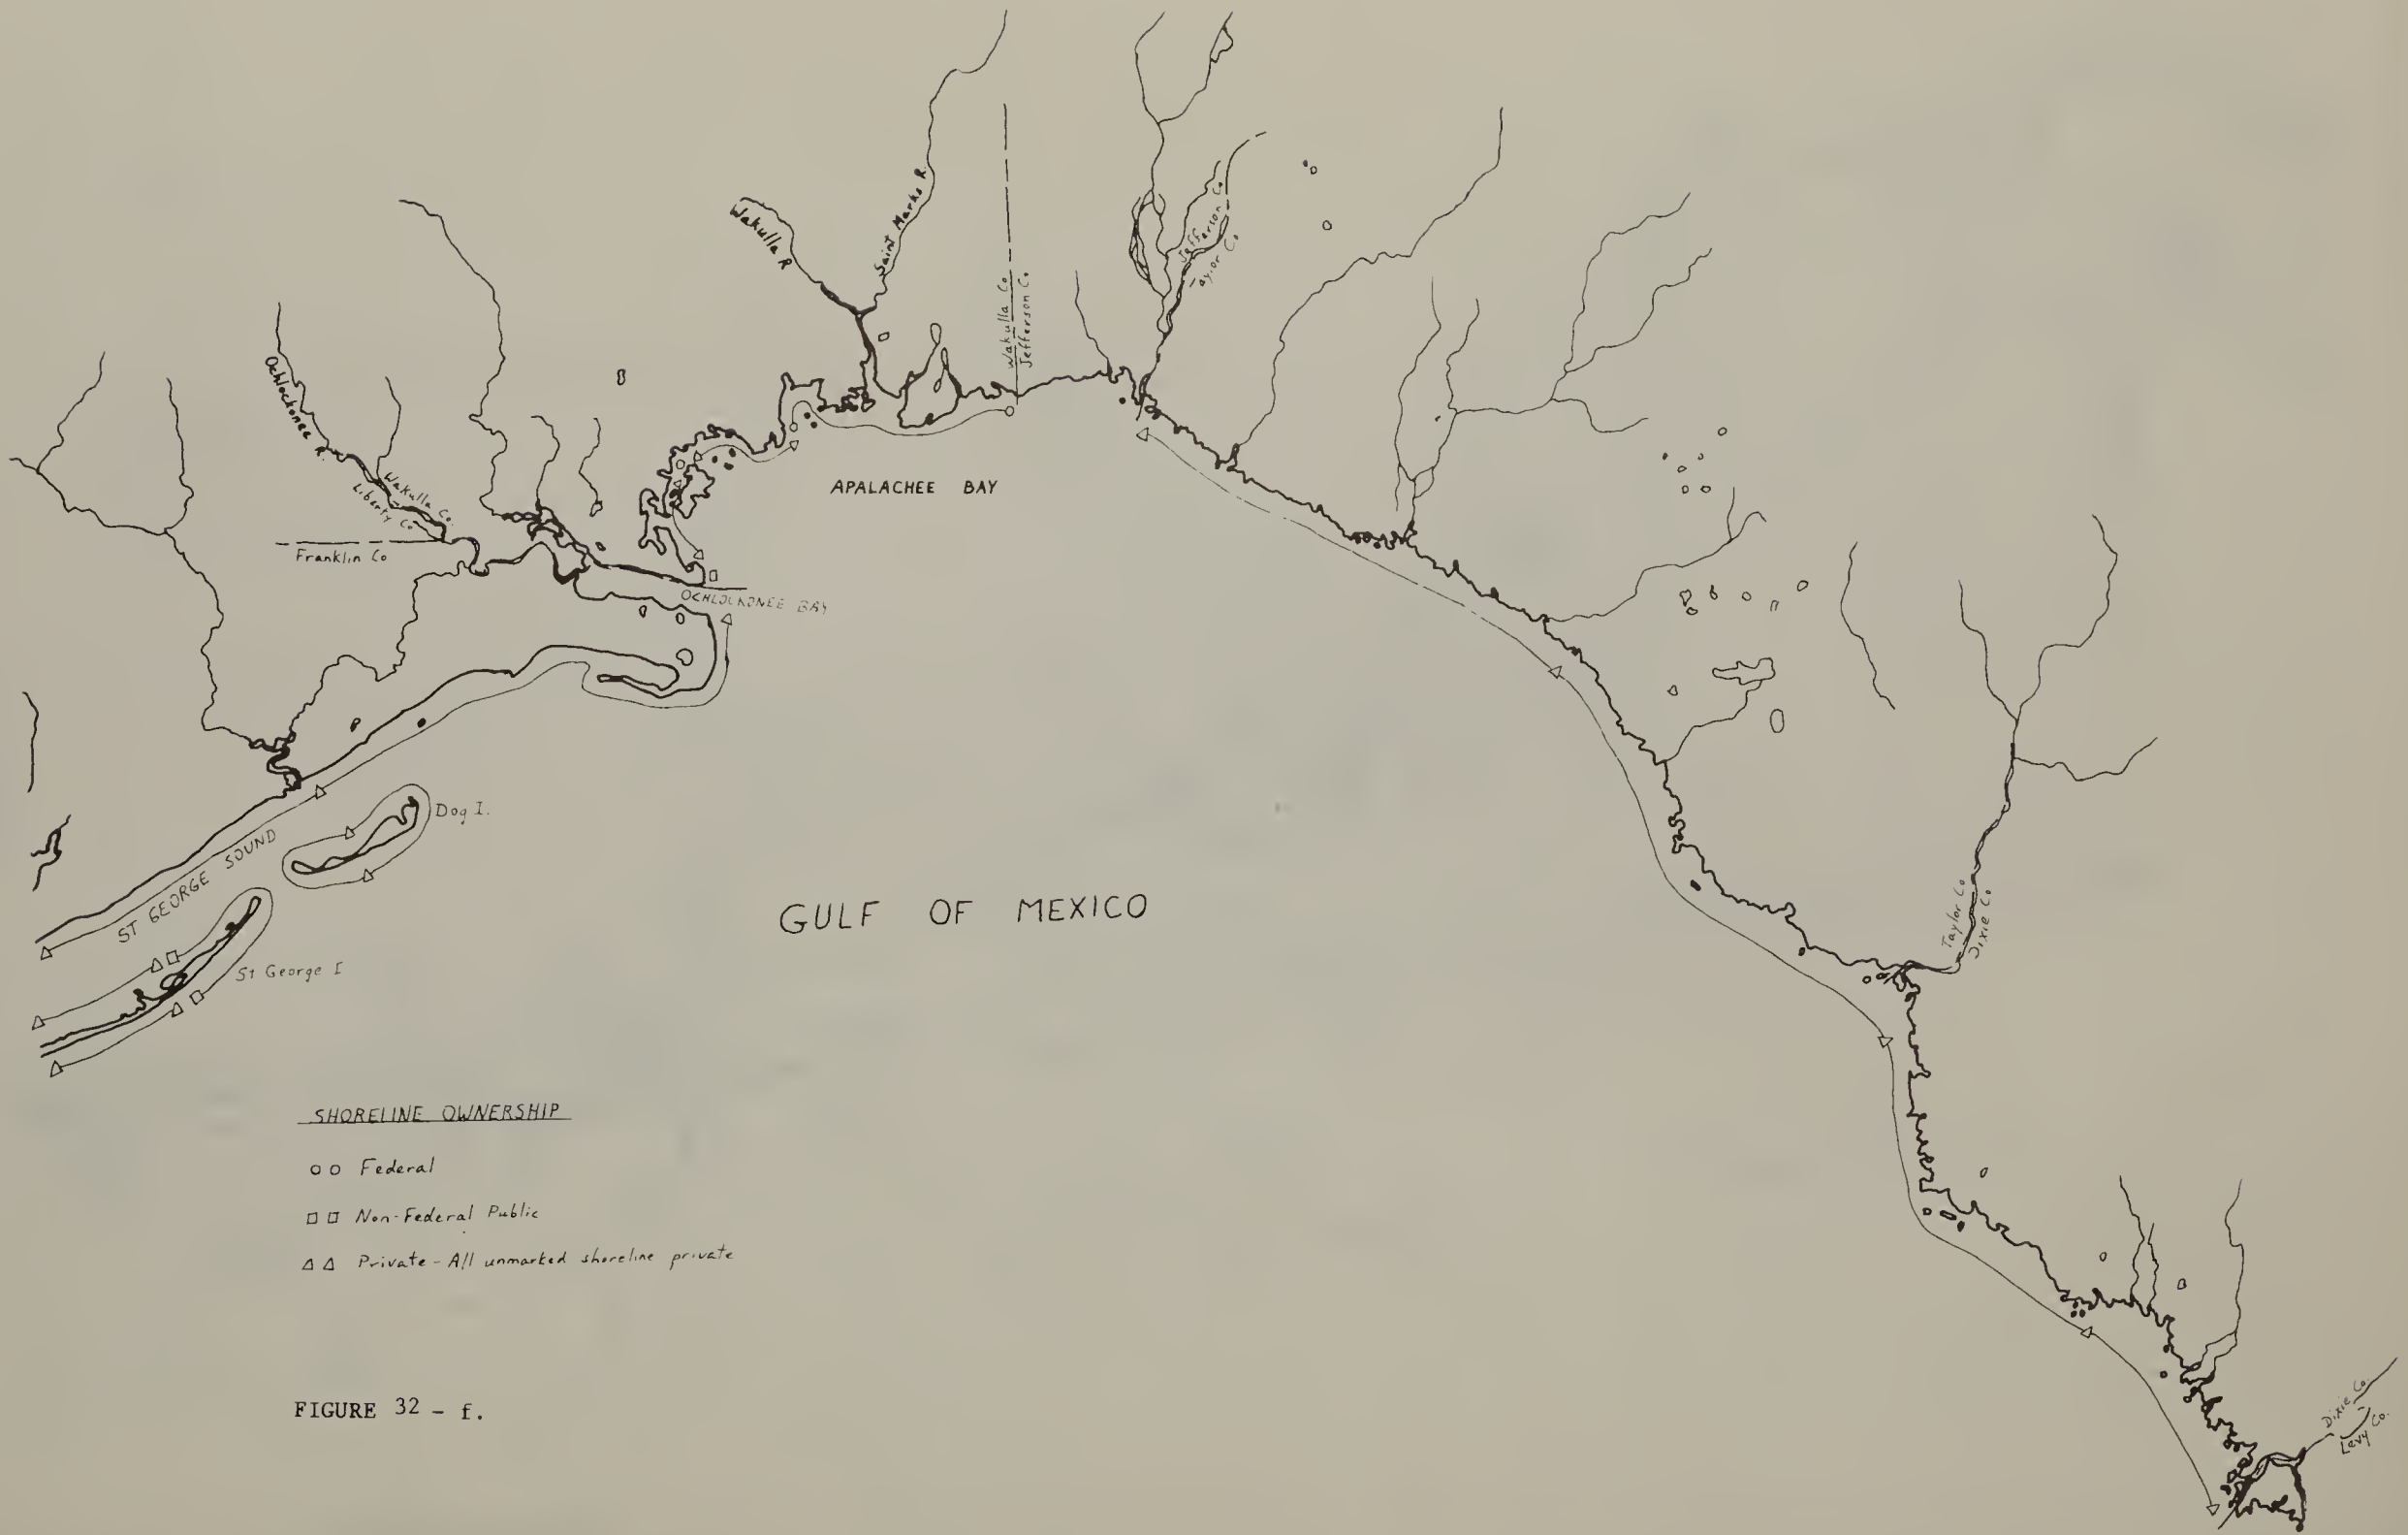 Wakulla R
Saint Marks R.
Wakulla Co
Jefferson Co.
Jefferson Co.
Taylor Co.
Ochlockonee R.
Wakulla Co.
Liberty Co
Franklin Co
APALACHEE BAY
OCHLOCKONEE BAY
Dog I.
ST GEORGE SOUND
St George I
GULF OF MEXICO
Taylor Co
Dixie Co.
SHORELINE OWNERSHIP
Federal
Non-Federal Public
Private - All unmarked shoreline private
Dixie Co.
Levy Co.
FIGURE 32 - f.